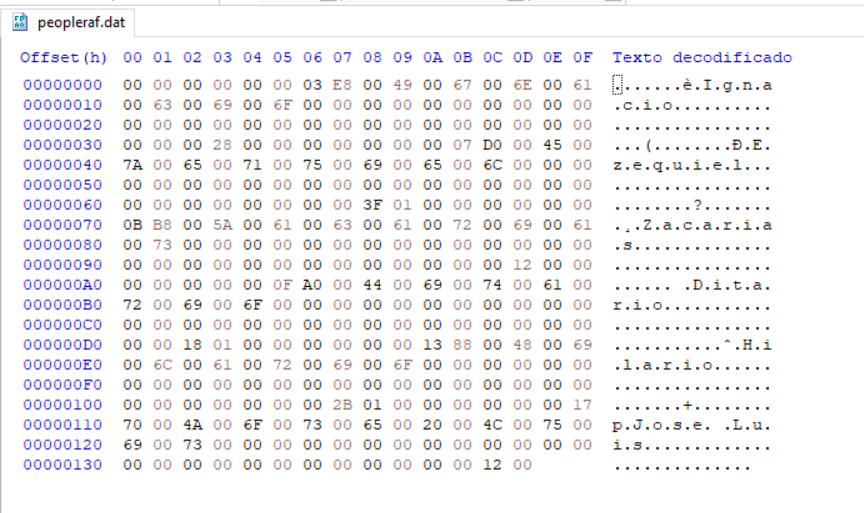 peopleraf.dat
Offset(h) 00 01 02 03 04 05 06 07 08 09 0A 0B 0C 0D 0E 0F Texto decodificado
00000000 00 00 00 00 00 00 03 E8 00 49 00 67 00 6E 00 61 .......è.I.g.n.a
00000010 00 63 00 69 00 6F 00 00 00 00 00 00 00 00 00 00 .c.i.o..........
00000020 00 00 00 00 00 00 00 00 00 00 00 00 00 00 00 00 ................
00000030 00 00 00 28 00 00 00 00 00 00 00 07 D0 00 45 00 ...(........Ð.E.
00000040 7A 00 65 00 71 00 75 00 69 00 65 00 6C 00 00 00 z.e.q.u.i.e.l...
00000050 00 00 00 00 00 00 00 00 00 00 00 00 00 00 00 00 ................
00000060 00 00 00 00 00 00 00 00 3F 01 00 00 00 00 00 00 ........?.......
00000070 0B B8 00 5A 00 61 00 63 00 61 00 72 00 69 00 61 .¸.Z.a.c.a.r.i.a
00000080 00 73 00 00 00 00 00 00 00 00 00 00 00 00 00 00 .s..............
00000090 00 00 00 00 00 00 00 00 00 00 00 00 00 12 00 00 ................
000000A0 00 00 00 00 00 0F A0 00 44 00 69 00 74 00 61 00 ...... .D.i.t.a.
000000B0 72 00 69 00 6F 00 00 00 00 00 00 00 00 00 00 00 r.i.o...........
000000C0 00 00 00 00 00 00 00 00 00 00 00 00 00 00 00 00 ................
000000D0 00 00 18 01 00 00 00 00 00 00 13 88 00 48 00 69 ...........ˆ.H.i
000000E0 00 6C 00 61 00 72 00 69 00 6F 00 00 00 00 00 00 .l.a.r.i.o......
000000F0 00 00 00 00 00 00 00 00 00 00 00 00 00 00 00 00 ................
00000100 00 00 00 00 00 00 00 2B 01 00 00 00 00 00 00 17 .......+........
00000110 70 00 4A 00 6F 00 73 00 65 00 20 00 4C 00 75 00 p.J.o.s.e. .L.u.
00000120 69 00 73 00 00 00 00 00 00 00 00 00 00 00 00 00 i.s.............
00000130 00 00 00 00 00 00 00 00 00 00 00 00 12 00 ..............